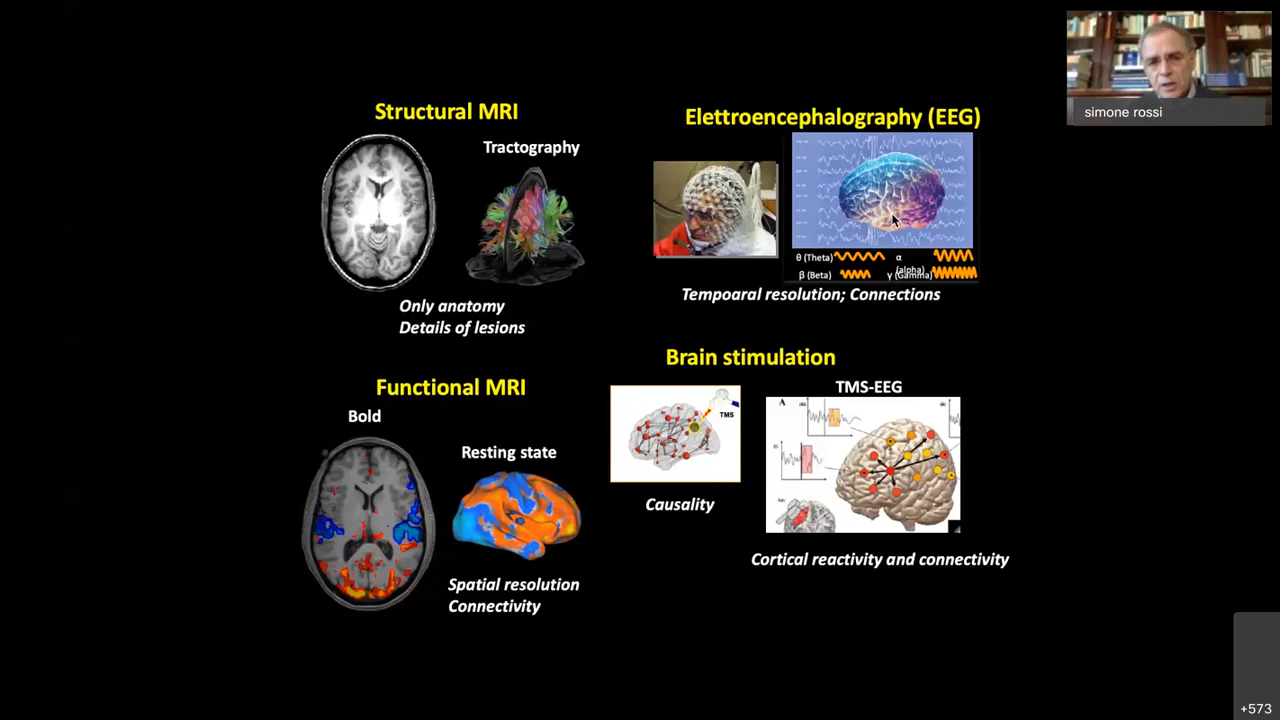 Structural MRI
Tractography
Only anatomy
Details of lesions
Elettroencephalography (EEG)
θ (Theta)
α
(alpha)
β (Beta)
γ (Gamma)
Tempoaral resolution; Connections
Functional MRI
Bold
Resting state
Spatial resolution
Connectivity
Brain stimulation
TMS
Causality
TMS-EEG
A
Cortical reactivity and connectivity
simone rossi
+573